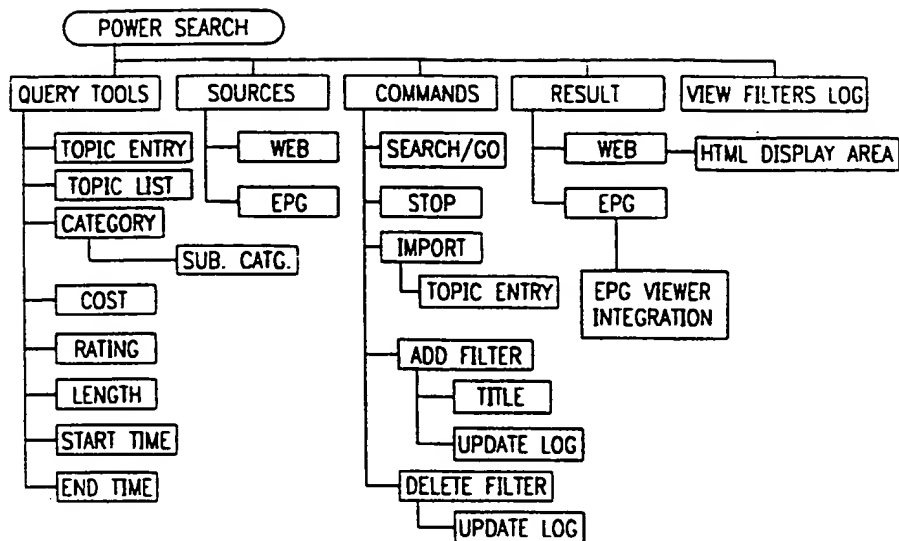 POWER SEARCH
QUERY TOOLS
TOPIC ENTRY
TOPIC LIST
CATEGORY
SUB. CATG.
COST
RATING
LENGTH
START TIME
END TIME
SOURCES
WEB
EPG
COMMANDS
SEARCH/GO
STOP
IMPORT
TOPIC ENTRY
ADD FILTER
TITLE
UPDATE LOG
DELETE FILTER
UPDATE LOG
RESULT
WEB
HTML DISPLAY AREA
EPG
EPG VIEWER
INTEGRATION
VIEW FILTERS LOG